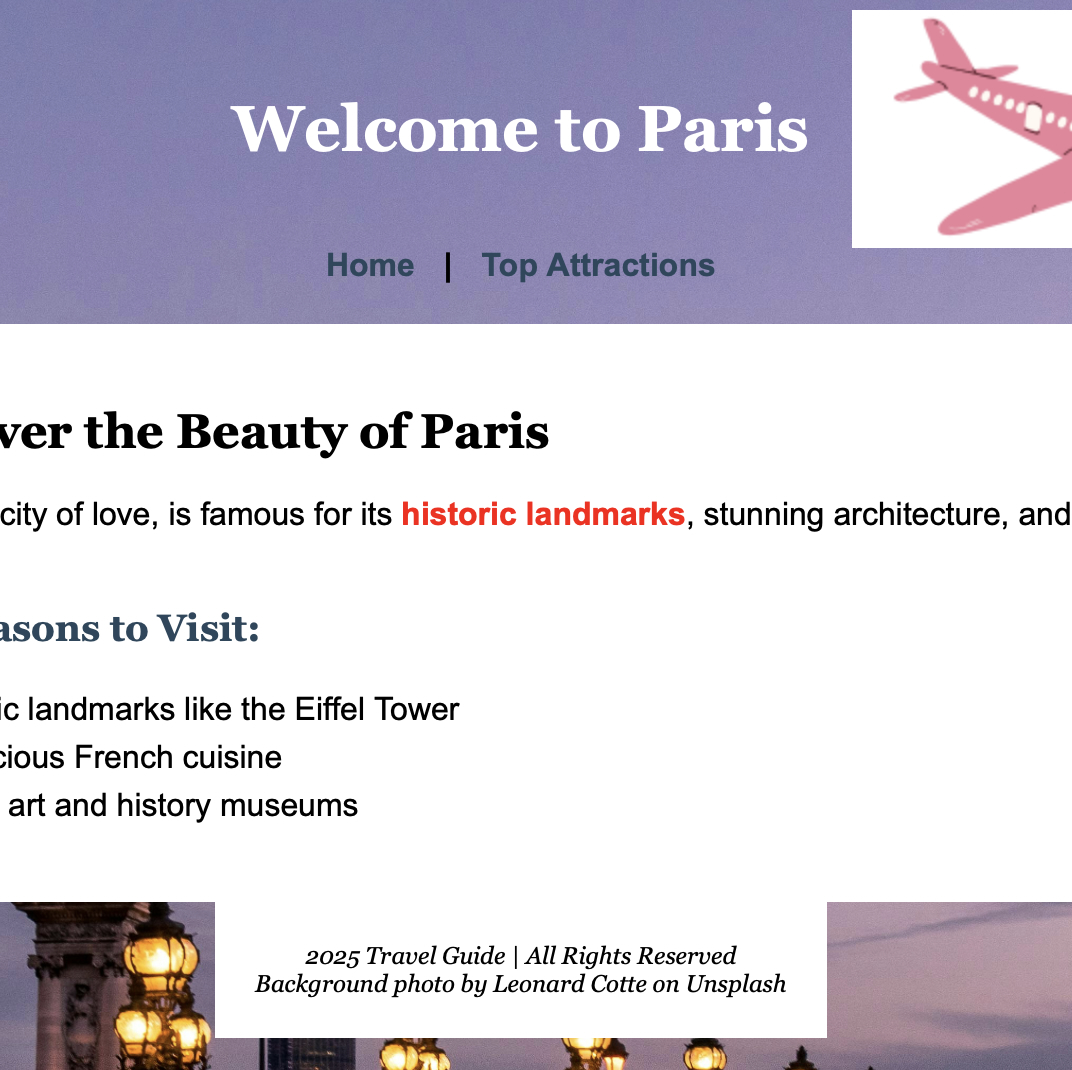 Welcome to Paris
Home | Top Attractions
ver the Beauty of Paris
city of love, is famous for its historic landmarks, stunning architecture, and
asons to Visit:
ic landmarks like the Eiffel Tower
cious French cuisine
art and history museums
2025 Travel Guide | All Rights Reserved
Background photo by Leonard Cotte on Unsplash